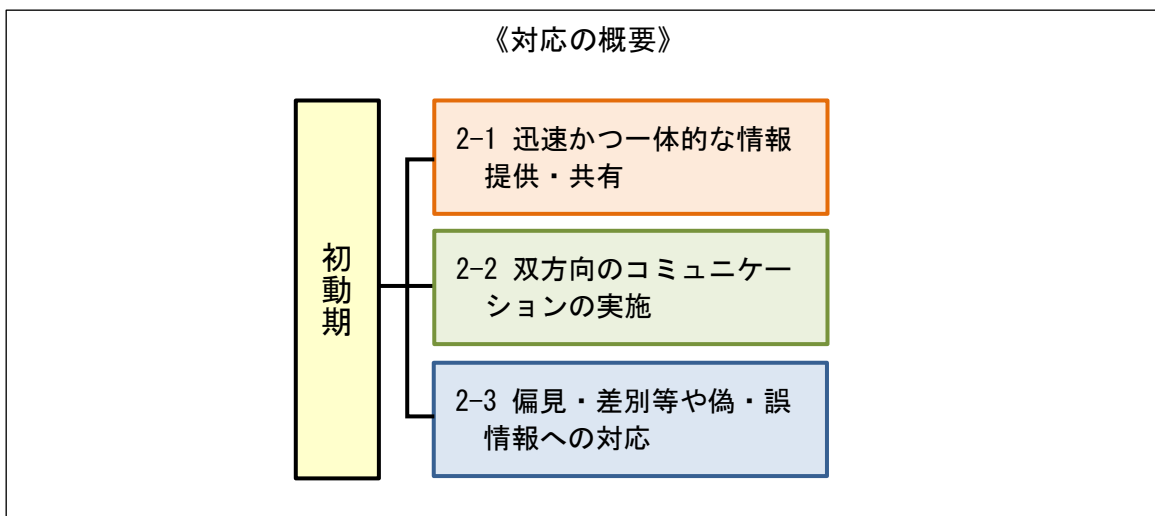 《対応の概要》
初動期
2-1 迅速かつ一体的な情報
提供・共有
2-2 双方向のコミュニケー
ションの実施
2-3 偏見・差別等や偽・誤
情報への対応